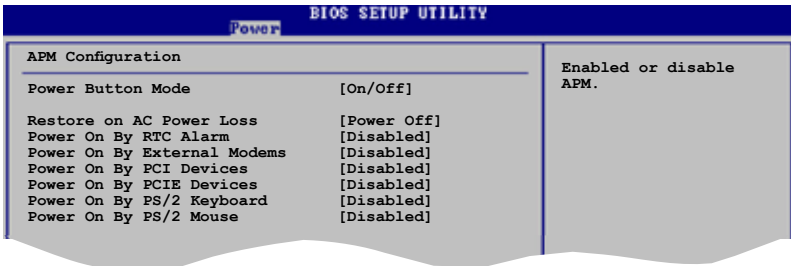 BIOS SETUP UTILITY
Power
APM Configuration
Power Button Mode [On/Off]
Restore on AC Power Loss [Power Off]
Power On By RTC Alarm [Disabled]
Power On By External Modems [Disabled]
Power On By PCI Devices [Disabled]
Power On By PCIE Devices [Disabled]
Power On By PS/2 Keyboard [Disabled]
Power On By PS/2 Mouse [Disabled]
Enabled or disable
APM.